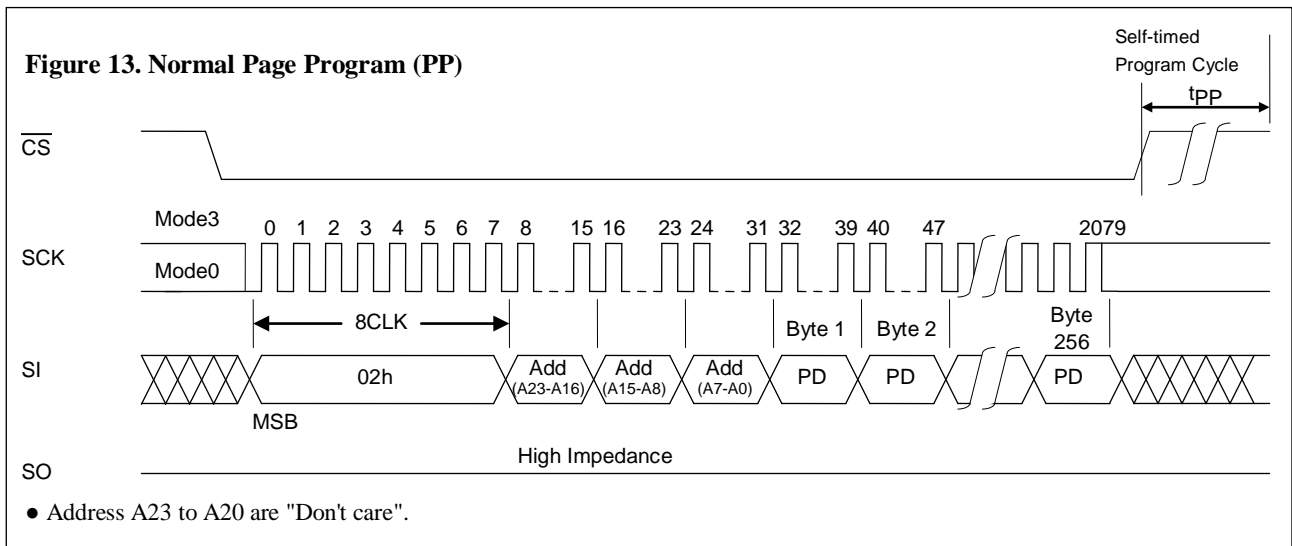 Self-timed
Program Cycle
tPP
Figure 13. Normal Page Program (PP)
CS
Mode3
0 1 2 3 4 5 6 7 8 15 16 23 24 31 32 39 40 47 2079
SCK
Mode0
8CLK
Byte 1 Byte 2 Byte 256
SI
02h Add (A23-A16) Add (A15-A8) Add (A7-A0) PD PD PD
MSB
High Impedance
SO
● Address A23 to A20 are "Don't care".